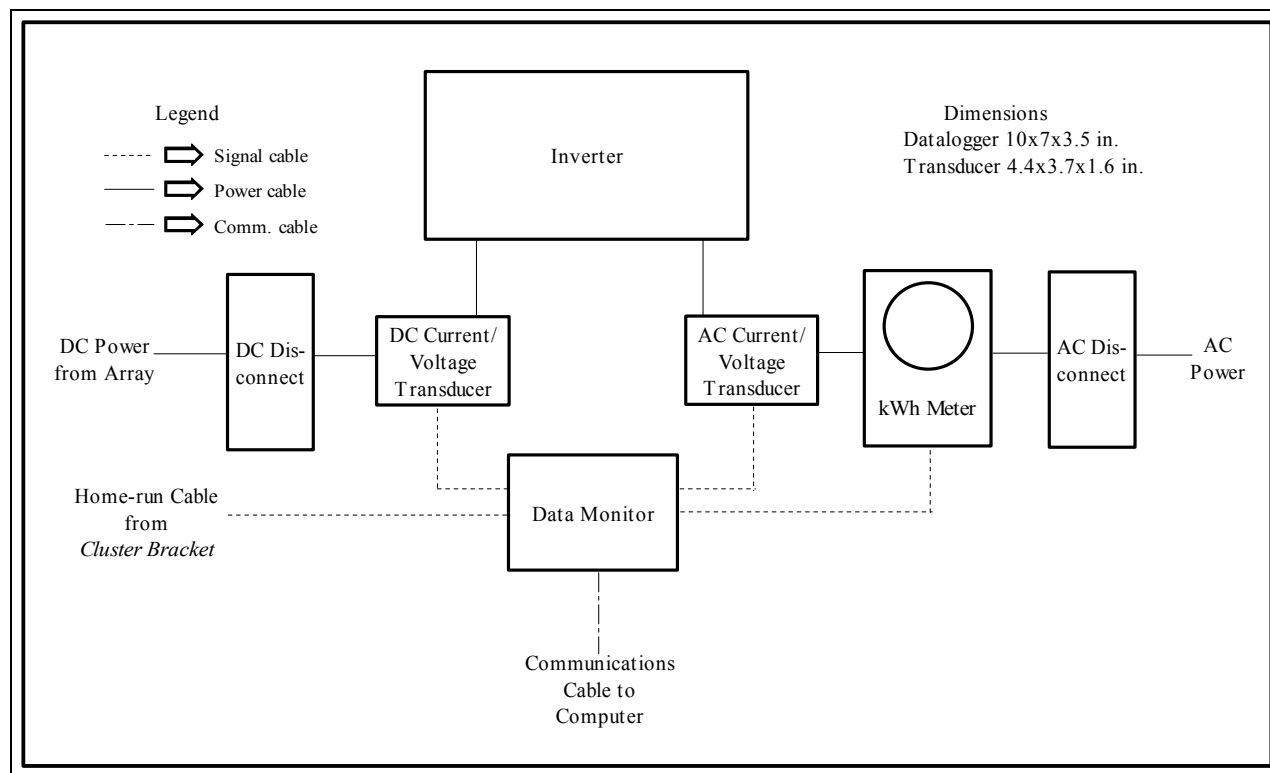 Legend
Signal cable
Power cable
Comm. cable
Inverter
Dimensions
Datalogger 10x7x3.5 in.
Transducer 4.4x3.7x1.6 in.
DC Power
from Array
DC Dis-
connect
DC Current/
Voltage
Transducer
AC Current/
Voltage
Transducer
kWh Meter
AC Dis-
connect
AC
Power
Home-run Cable
from
Cluster Bracket
Data Monitor
Communications
Cable to
Computer